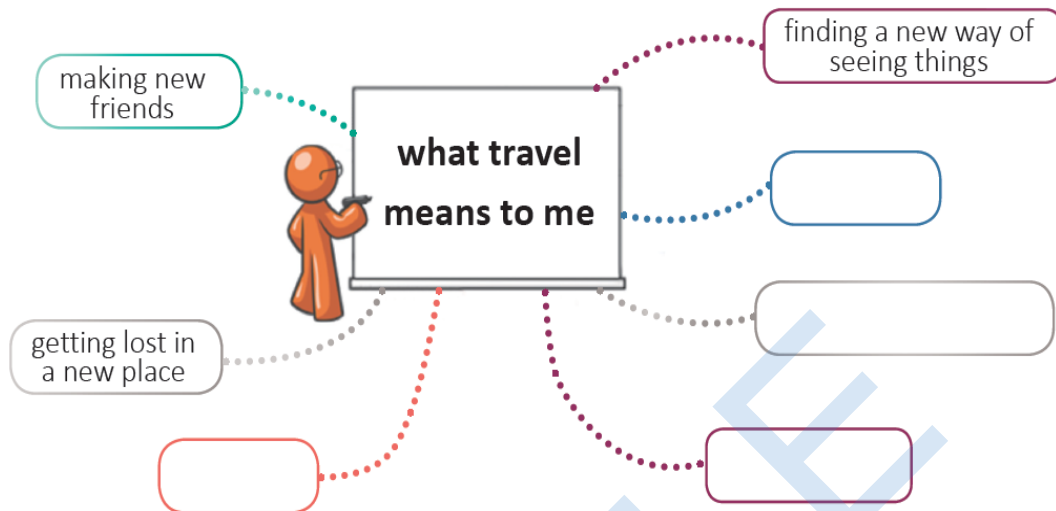 making new
friends
what travel
means to me
finding a new way of
seeing things
getting lost in
a new place